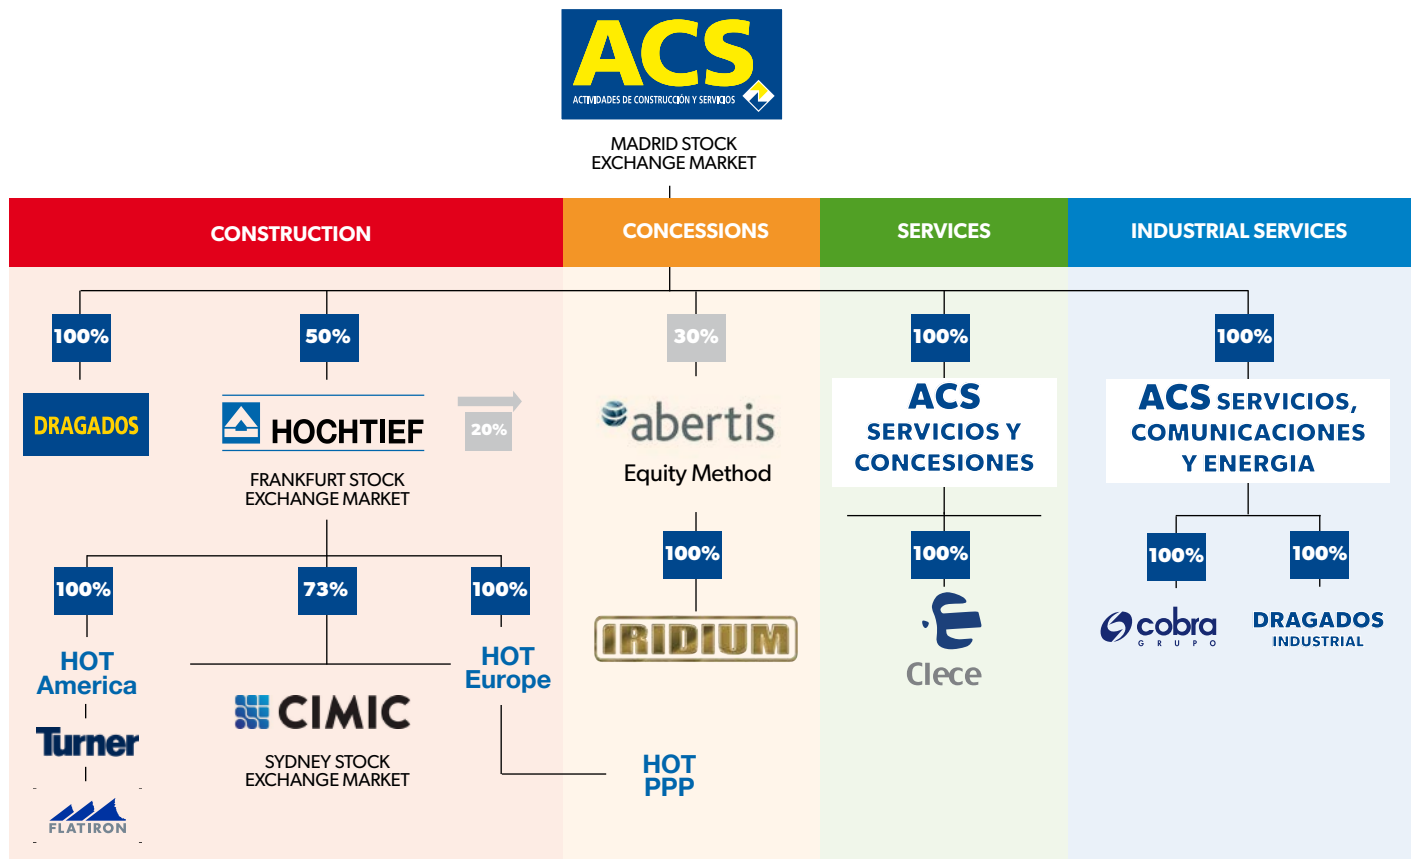 ACS
ACTIVIDADES DE CONSTRUCCIÓN Y SERVICIOS
MADRID STOCK
EXCHANGE MARKET
CONSTRUCTION
CONCESSIONS
SERVICES
INDUSTRIAL SERVICES
100%
50%
30%
100%
100%
DRAGADOS
HOCHTIEF
FRANKFURT STOCK
EXCHANGE MARKET
20%
abertis
Equity Method
ACS
SERVICIOS Y
CONCESIONES
ACS SERVICIOS,
COMUNICACIONES
Y ENERGIA
100%
73%
100%
100%
100%
100%
100%
HOT
America
Turner
FLATIRON
CIMIC
SYDNEY STOCK
EXCHANGE MARKET
HOT
Europe
IRIDIUM
HOT
PPP
Clece
cobra
GRUPO
DRAGADOS
INDUSTRIAL